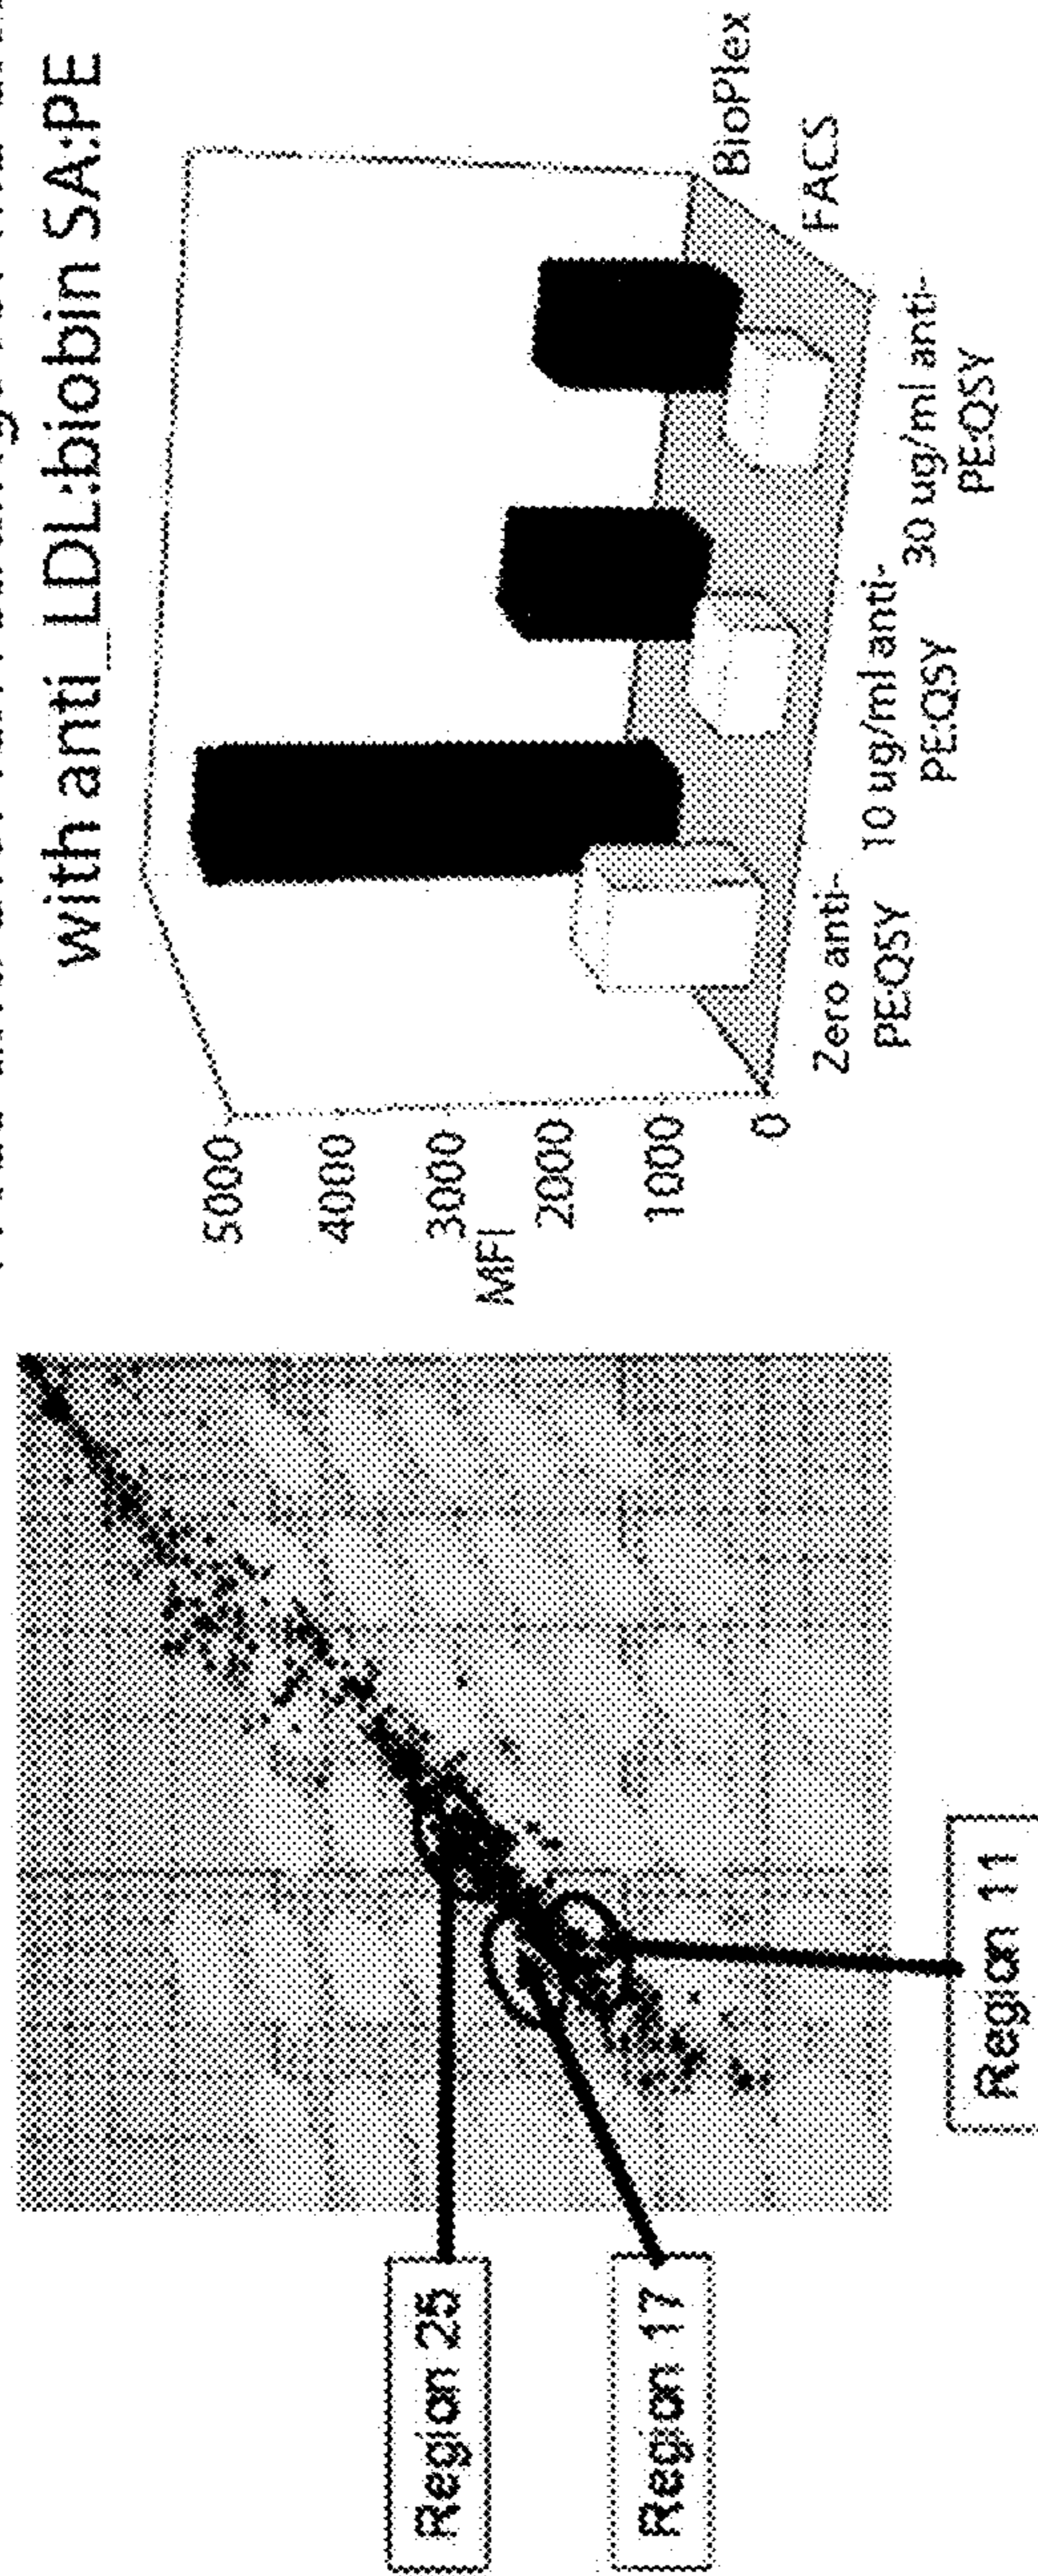 with anti_LDL:biobin SA:PE
5000
4000
3000
2000
1000
0
MFI
BioPlex
FACS
Zero anti-
PE:QSY
10 ug/ml anti-
PE:QSY
30 ug/ml anti-
PE:QSY
Region 25
Region 17
Region 11